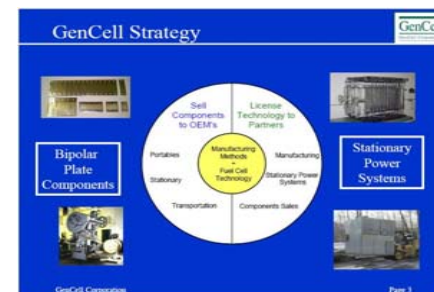 GenCell Strategy
GenCell
Sell
Components
to OEM's
License
Technology to
Partners
Bipolar
Plate
Components
Portables
Stationary
Transportation
Manufacturing
Methods
+
Fuel Cell
Technology
Manufacturing
Stationary Power
Systems
Components Sales
Stationary
Power
Systems
GenCell Corporation
Page 3